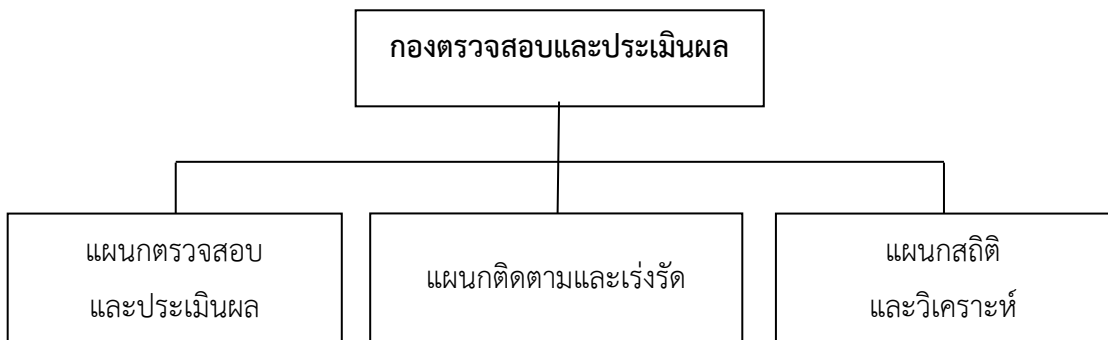 กองตรวจสอบและประเมินผล
แผนกตรวจสอบ
และประเมินผล
แผนกติดตามและเร่งรัด
แผนกสถิติ
และวิเคราะห์